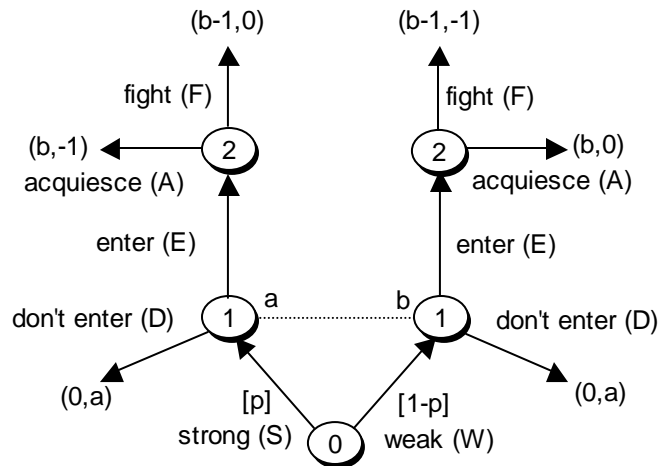 (b-1,0) (b-1,-1)
fight (F) fight (F)
(b,-1) 2 2 (b,0)
acquiesce (A) acquiesce (A)
enter (E) enter (E)
a b
don't enter (D) 1 1 don't enter (D)
(0,a) [p] [1-p] (0,a)
strong (S) 0 weak (W)